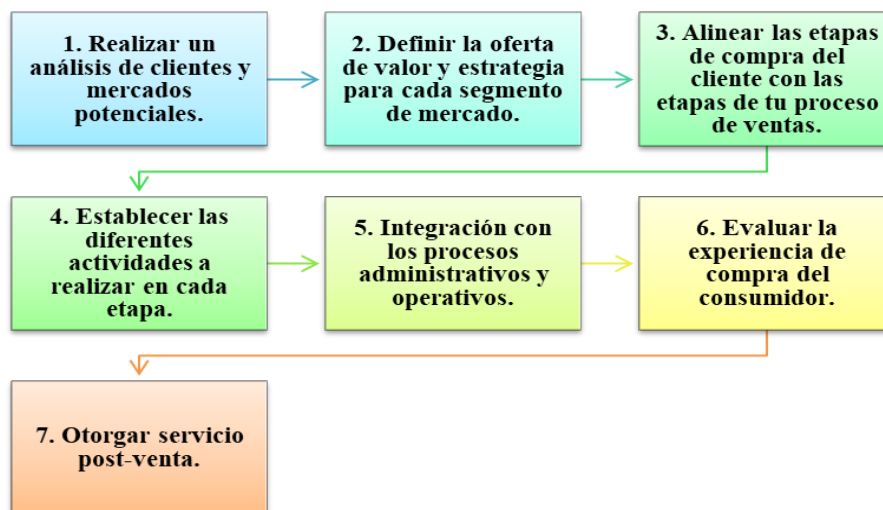 1. Realizar un
análisis de clientes y
mercados
potenciales.
2. Definir la oferta
de valor y estrategia
para cada segmento
de mercado.
3. Alinear las etapas
de compra del
cliente con las
etapas de tu proceso
de ventas.
4. Establecer las
diferentes
actividades a
realizar en cada
etapa.
5. Integración con
los procesos
administrativos y
operativos.
6. Evaluar la
experiencia de
compra del
consumidor.
7. Otorgar servicio
post-venta.